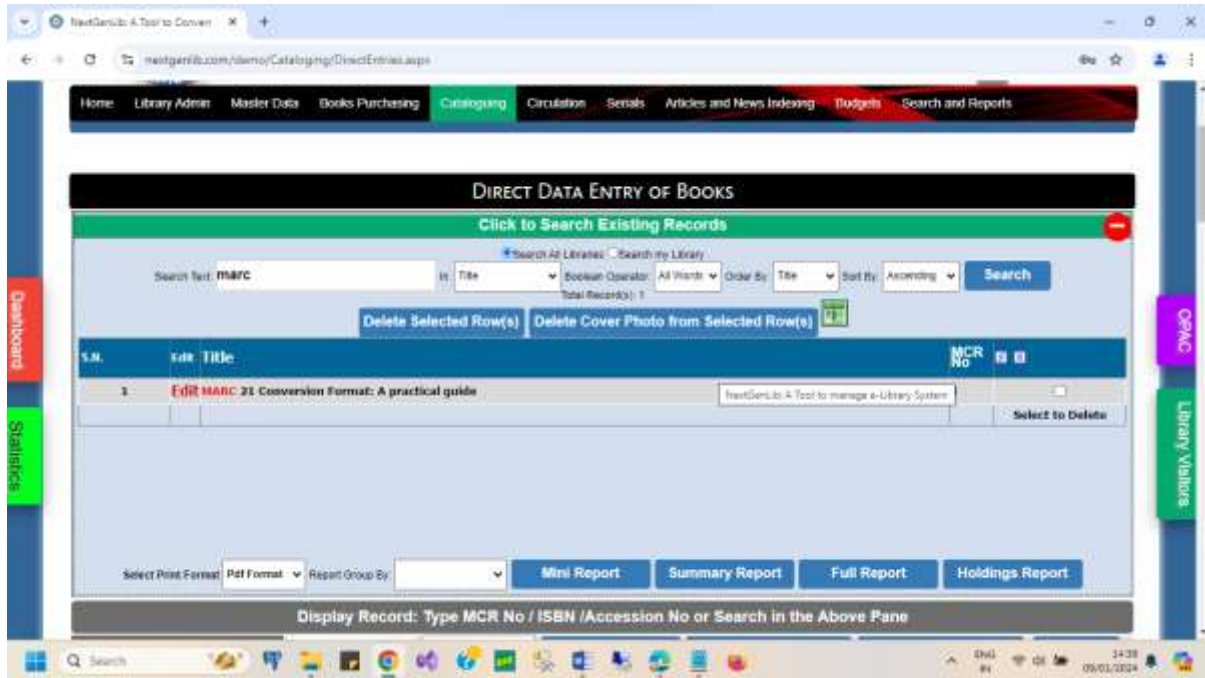 NextGenLib: A Tool to Conven
nextgenlib.com/demo/Cataloging/DirectEntries.aspx
Home Library Admin Master Data Books Purchasing Cataloguing Circulation Serials Articles and News Indexing Budgets Search and Reports
DIRECT DATA ENTRY OF BOOKS
Click to Search Existing Records
Search All Libraries Search my Library
Search Text: marc In Title Boolean Operator: All Words Order By: Title Sort By: Ascending Search
Total Record(s): 1
Delete Selected Row(s) Delete Cover Photo from Selected Row(s)
S.N. Edit Title MCR No
1 Edit MARC 21 Conversion Format: A practical guide
NextGenLib: A Tool to manage e-Library System
Select to Delete
Select Print Format Pdf Format Report Group By: Mini Report Summary Report Full Report Holdings Report
Display Record: Type MCR No / ISBN /Accession No or Search in the Above Pane
Dashboard
Statistics
OPAC
Library Visitors
Search
ENG
IN
14:39
09/01/2024